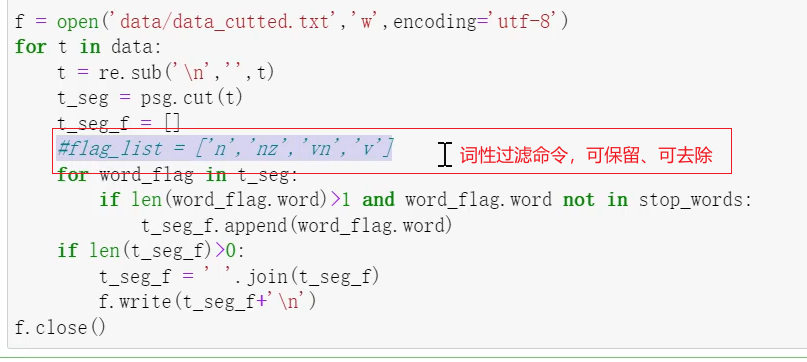 f = open('data/data_cutted.txt','w',encoding='utf-8')
for t in data:
    t = re.sub('\n','',t)
    t_seg = psg.cut(t)
    t_seg_f = []
    #flag_list = ['n','nz','vn','v'] 词性过滤命令，可保留、可去除
    for word_flag in t_seg:
        if len(word_flag.word)>1 and word_flag.word not in stop_words:
            t_seg_f.append(word_flag.word)
    if len(t_seg_f)>0:
        t_seg_f = ' '.join(t_seg_f)
        f.write(t_seg_f+'\n')
f.close()